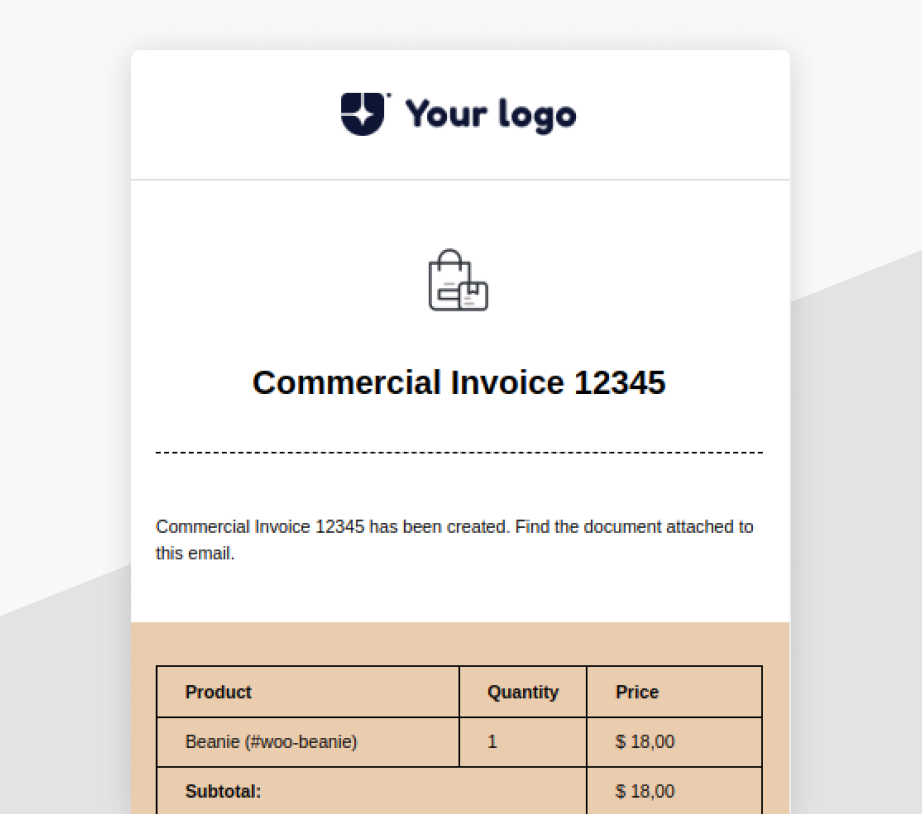 Your logo
Commercial Invoice 12345
Commercial Invoice 12345 has been created. Find the document attached to
this email.
Product Quantity Price
Beanie (#woo-beanie) 1 $ 18,00
Subtotal: $ 18,00